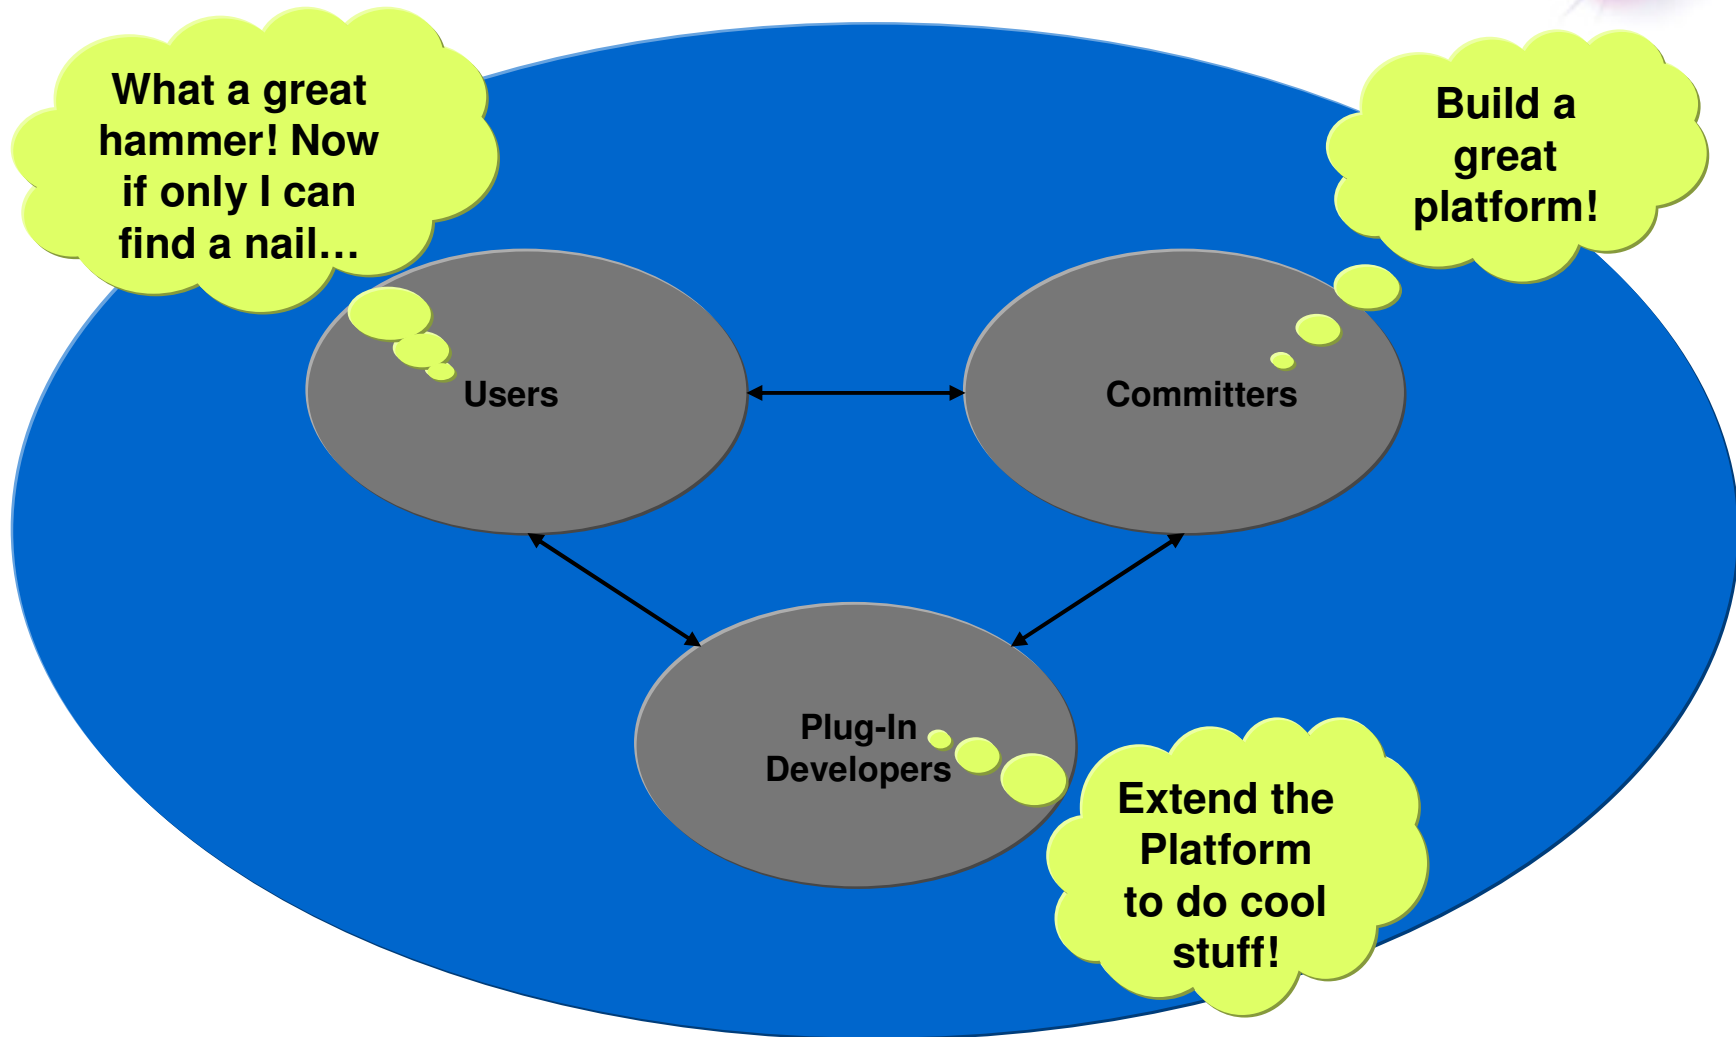 What a great
hammer! Now
if only I can
find a nail…
Build a
great
platform!
Users
Committers
Plug-In
Developers
Extend the
Platform
to do cool
stuff!